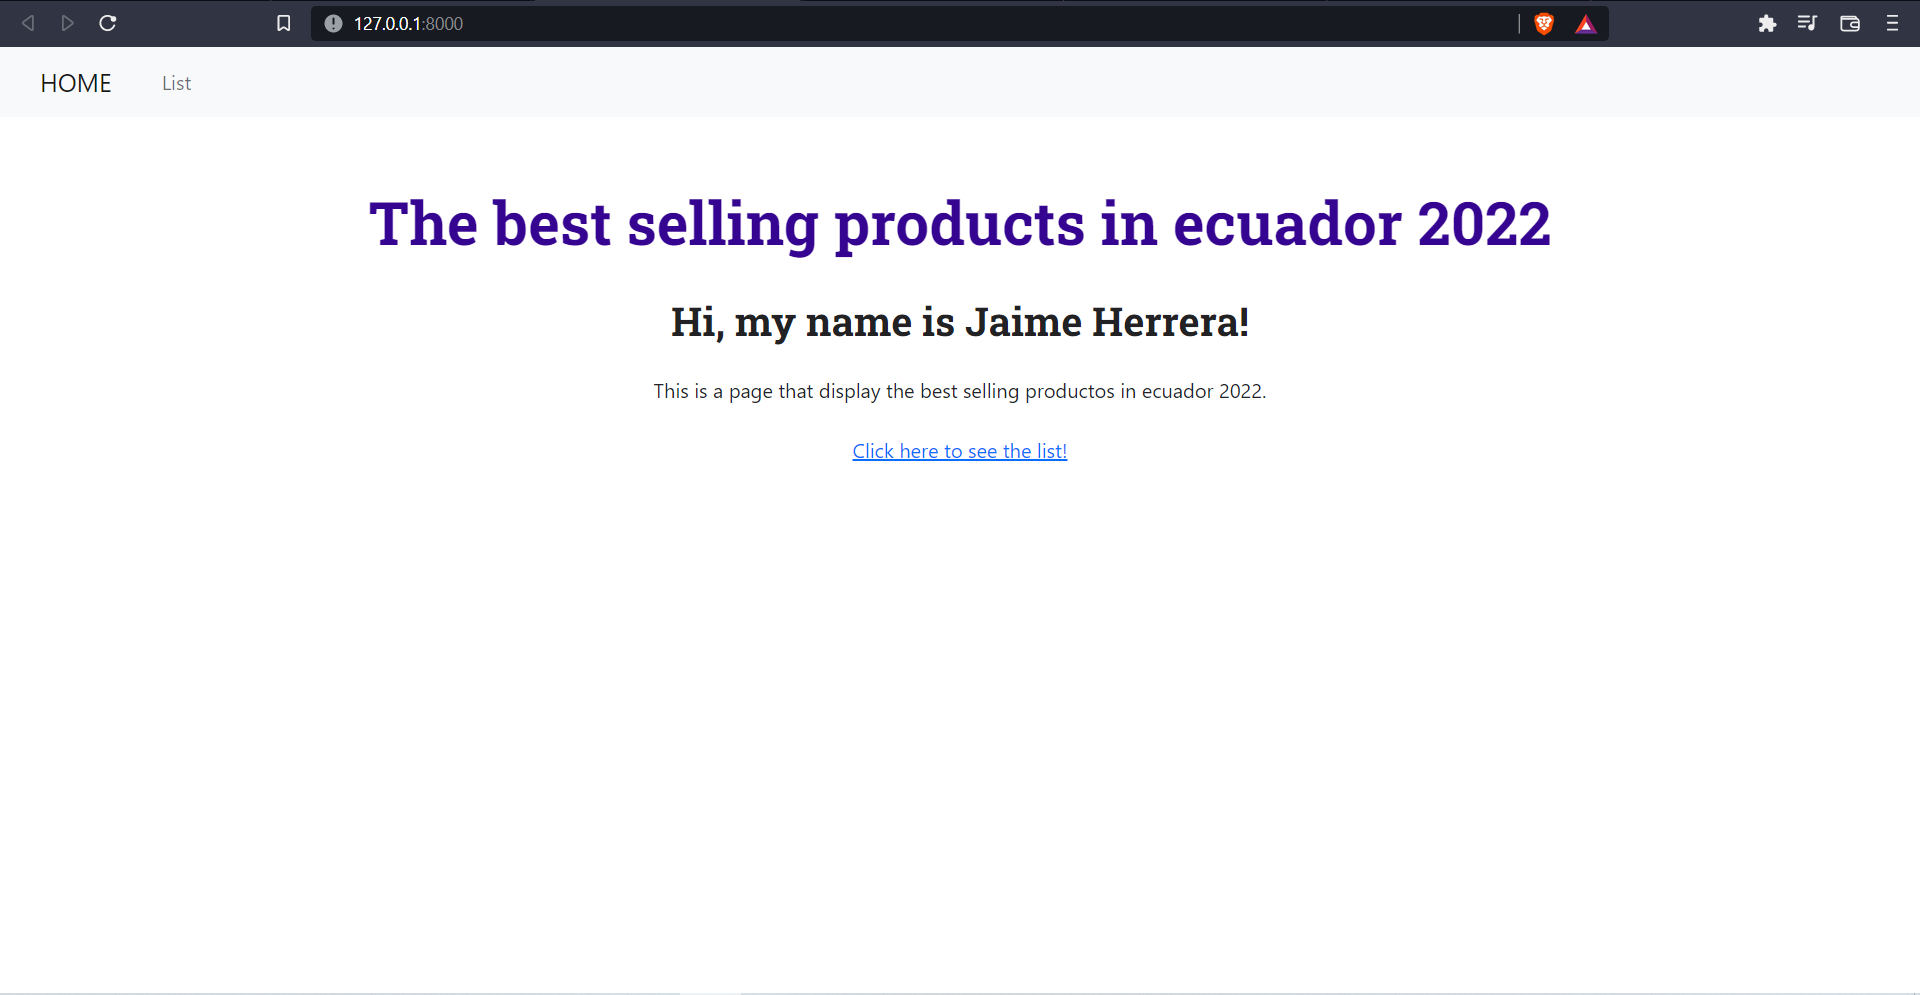 127.0.0.1:8000
HOME List
The best selling products in ecuador 2022
Hi, my name is Jaime Herrera!
This is a page that display the best selling productos in ecuador 2022.
Click here to see the list!